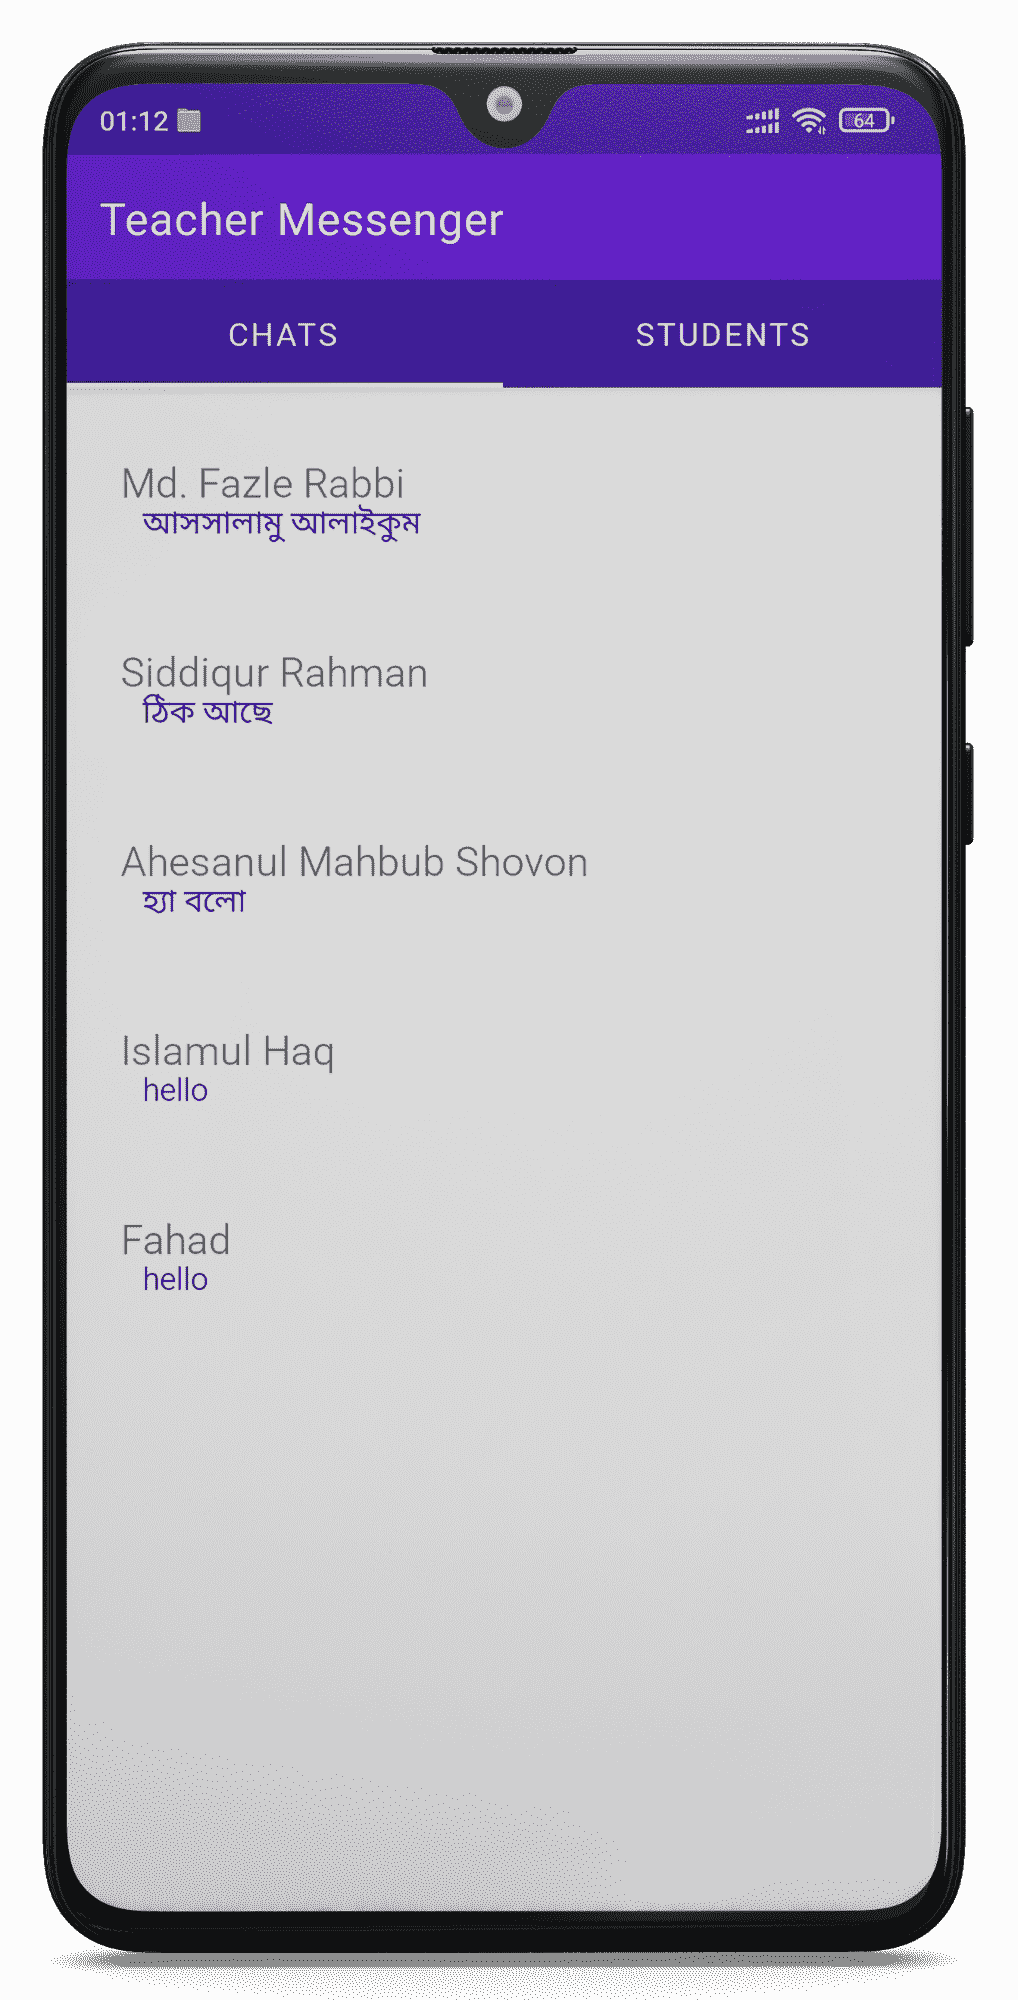 01:12
64
Teacher Messenger
CHATS
STUDENTS
Md. Fazle Rabbi
আসসালামু আলাইকুম
Siddiqur Rahman
ঠিক আছে
Ahesanul Mahbub Shovon
হ্যা বলো
Islamul Haq
hello
Fahad
hello